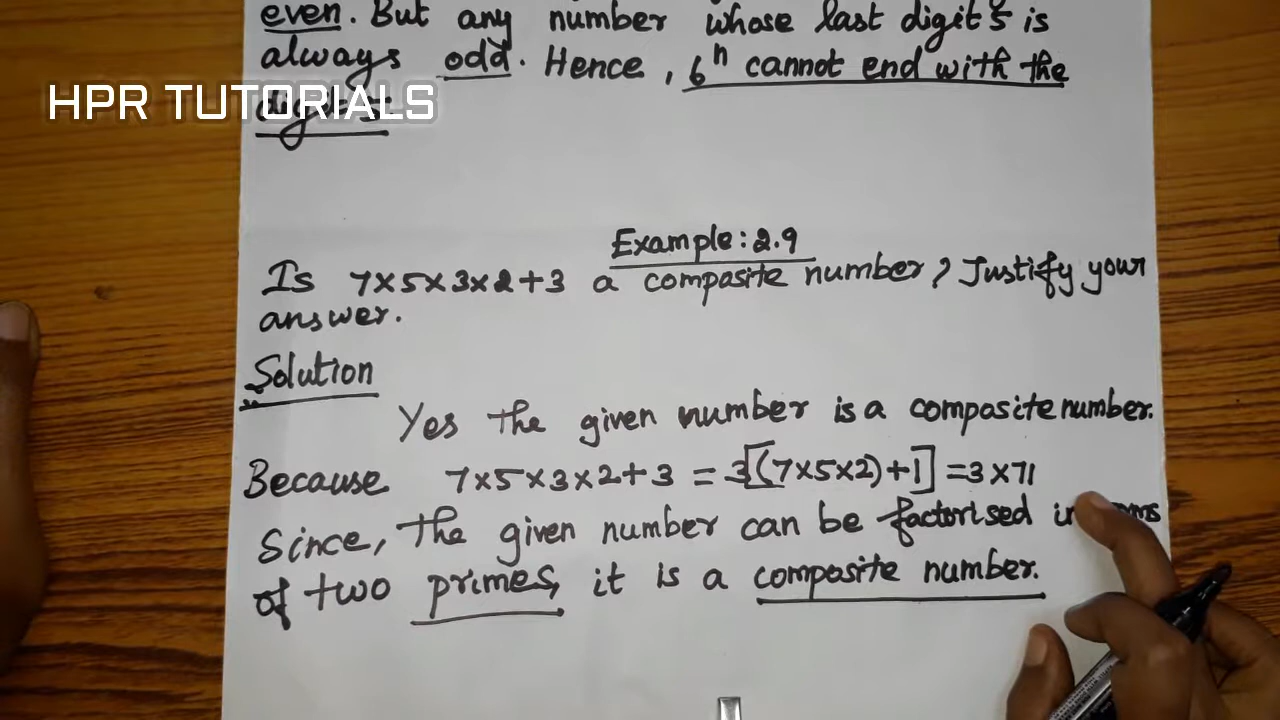 even. But any number whose last digit 5 is
always odd. Hence, 6ⁿ cannot end with the
HPR TUTORIALS
digit 5
Example: 2.9
Is 7×5×3×2+3 a composite number? Justify your
answer.
Solution
Yes the given number is a composite number.
Because 7×5×3×2+3 = 3[(7×5×2)+1] = 3×71
Since, the given number can be factorised in
of two primes, it is a composite number.